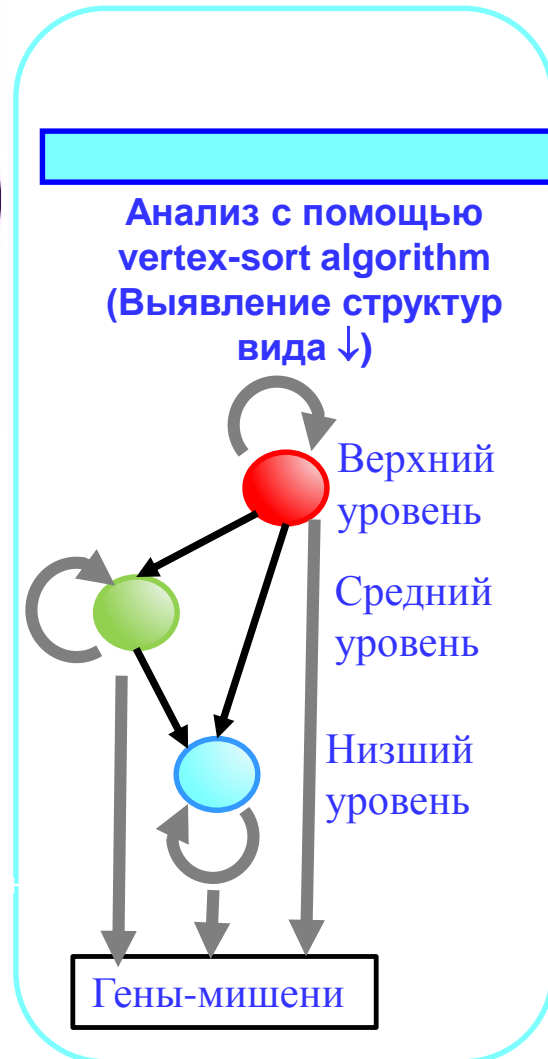 Анализ с помощью
vertex-sort algorithm
(Выявление структур
вида ↓)
Верхний
уровень
Средний
уровень
Низший
уровень
Гены-мишени